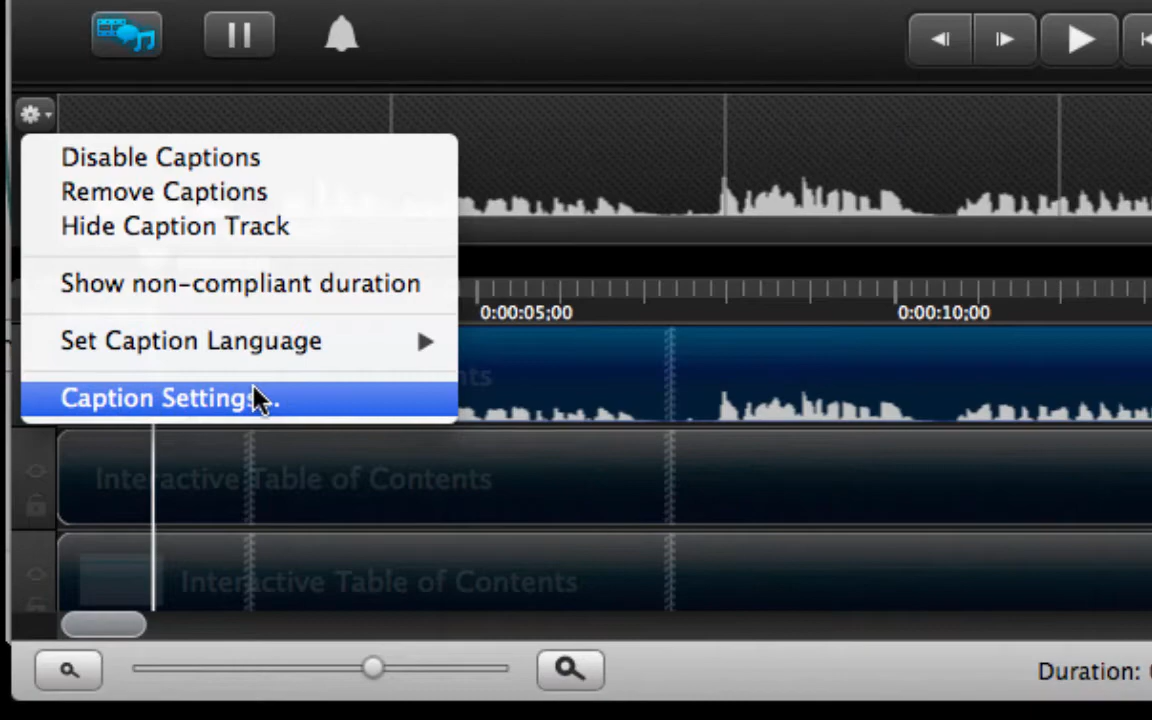 Disable Captions
Remove Captions
Hide Caption Track
Show non-compliant duration
Set Caption Language
Caption Settings...
0:00:05;00
0:00:10;00
Interactive Table of Contents
Interactive Table of Contents
Duration: